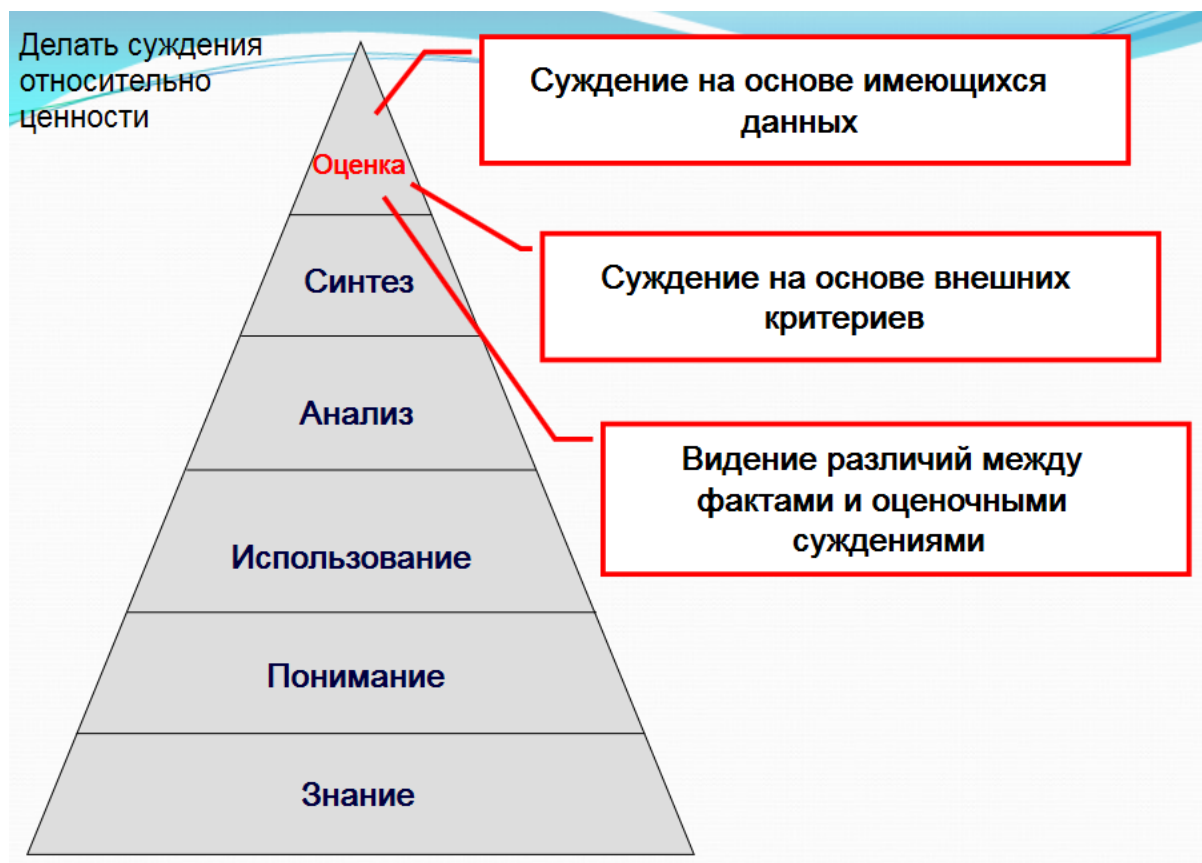 Делать суждения
относительно
ценности
Суждение на основе имеющихся
данных
Оценка
Суждение на основе внешних
критериев
Синтез
Анализ
Видение различий между
фактами и оценочными
суждениями
Использование
Понимание
Знание